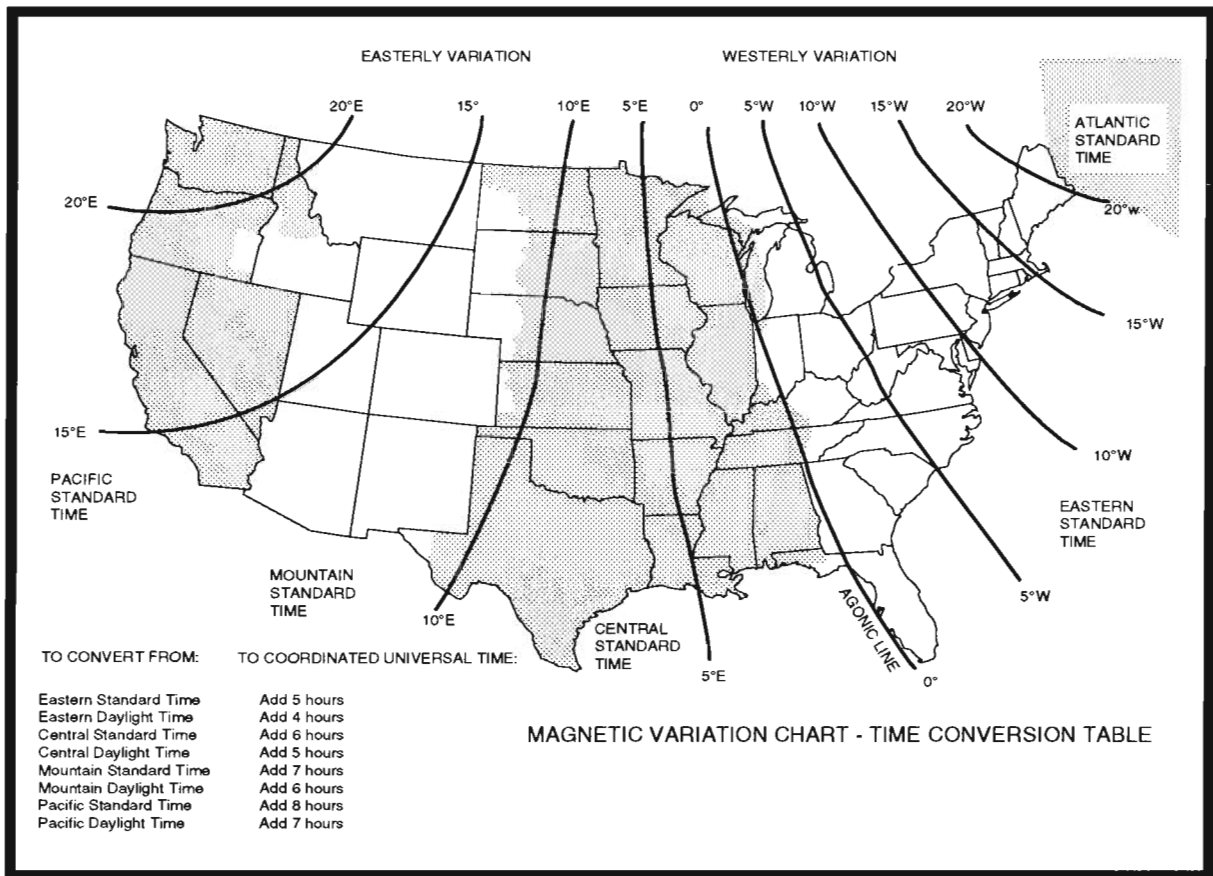 EASTERLY VARIATION WESTERLY VARIATION
20°E 15° 10°E 5°E 0° 5°W 10°W 15°W 20°W
ATLANTIC
STANDARD
TIME
20°E
20°w
15°W
15°E
10°W
PACIFIC
STANDARD
TIME
EASTERN
STANDARD
TIME
MOUNTAIN
STANDARD
TIME
10°E
5°W
CENTRAL
STANDARD
TIME
AGONIC LINE
5°E
0°
TO CONVERT FROM: TO COORDINATED UNIVERSAL TIME:
Eastern Standard Time Add 5 hours
Eastern Daylight Time Add 4 hours
Central Standard Time Add 6 hours
Central Daylight Time Add 5 hours
Mountain Standard Time Add 7 hours
Mountain Daylight Time Add 6 hours
Pacific Standard Time Add 8 hours
Pacific Daylight Time Add 7 hours
MAGNETIC VARIATION CHART - TIME CONVERSION TABLE